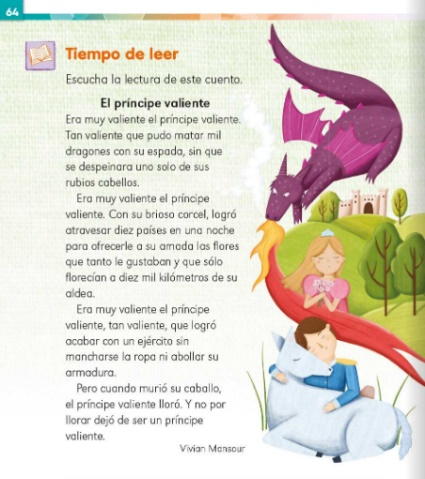 64
Tiempo de leer
Escucha la lectura de este cuento.
El príncipe valiente
Era muy valiente el príncipe valiente.
Tan valiente que pudo matar mil
dragones con su espada, sin que
se despeinara uno solo de sus
rubios cabellos.
Era muy valiente el príncipe
valiente. Con su brioso corcel, logró
atravesar diez países en una noche
para ofrecerle a su amada las flores
que tanto le gustaban y que sólo
florecían a diez mil kilómetros de su
aldea.
Era muy valiente el príncipe
valiente, tan valiente, que logró
acabar con un ejército sin
mancharse la ropa ni abollar su
armadura.
Pero cuando murió su caballo,
el príncipe valiente lloró. Y no por
llorar dejó de ser un príncipe
valiente.
Vivian Mansour